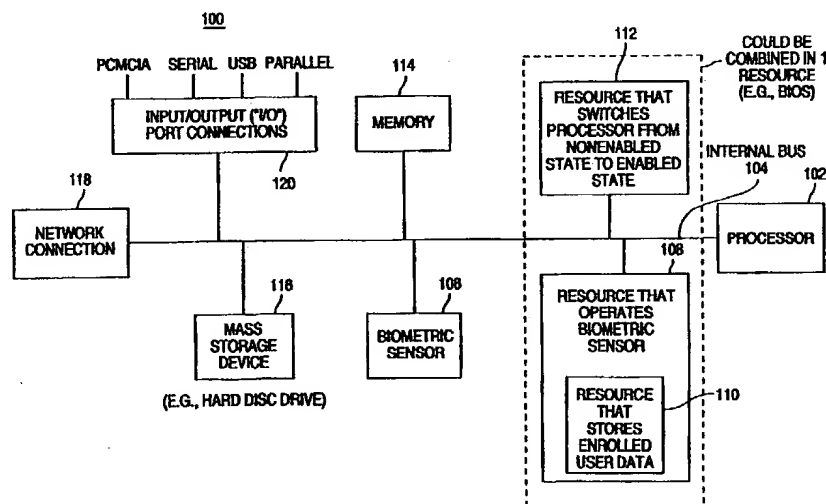 100
PCMCIA SERIAL USB PARALLEL
INPUT/OUTPUT ("I/O")
PORT CONNECTIONS
120
114
MEMORY
112
RESOURCE THAT
SWITCHES
PROCESSOR FROM
NONENABLED
STATE TO ENABLED
STATE
COULD BE
COMBINED IN 1
RESOURCE
(E.G., BIOS)
INTERNAL BUS
104
102
PROCESSOR
118
NETWORK
CONNECTION
118
MASS
STORAGE
DEVICE
(E.G., HARD DISC DRIVE)
108
BIOMETRIC
SENSOR
108
RESOURCE THAT
OPERATES
BIOMETRIC
SENSOR
110
RESOURCE
THAT
STORES
ENROLLED
USER DATA